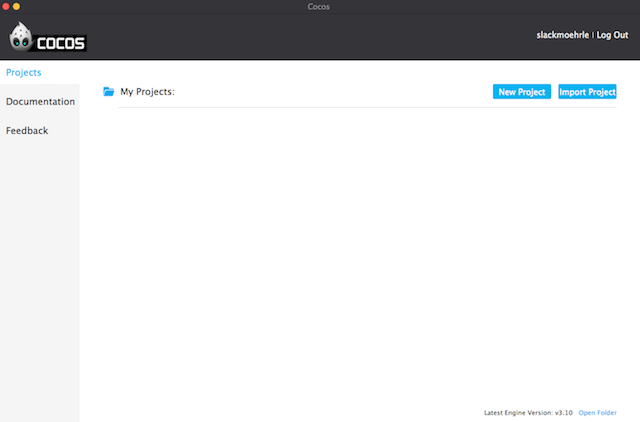 Cocos
COCOS
slackmoehrle | Log Out
Projects
My Projects:
New Project
Import Project
Documentation
Feedback
Latest Engine Version: v3.10 Open Folder